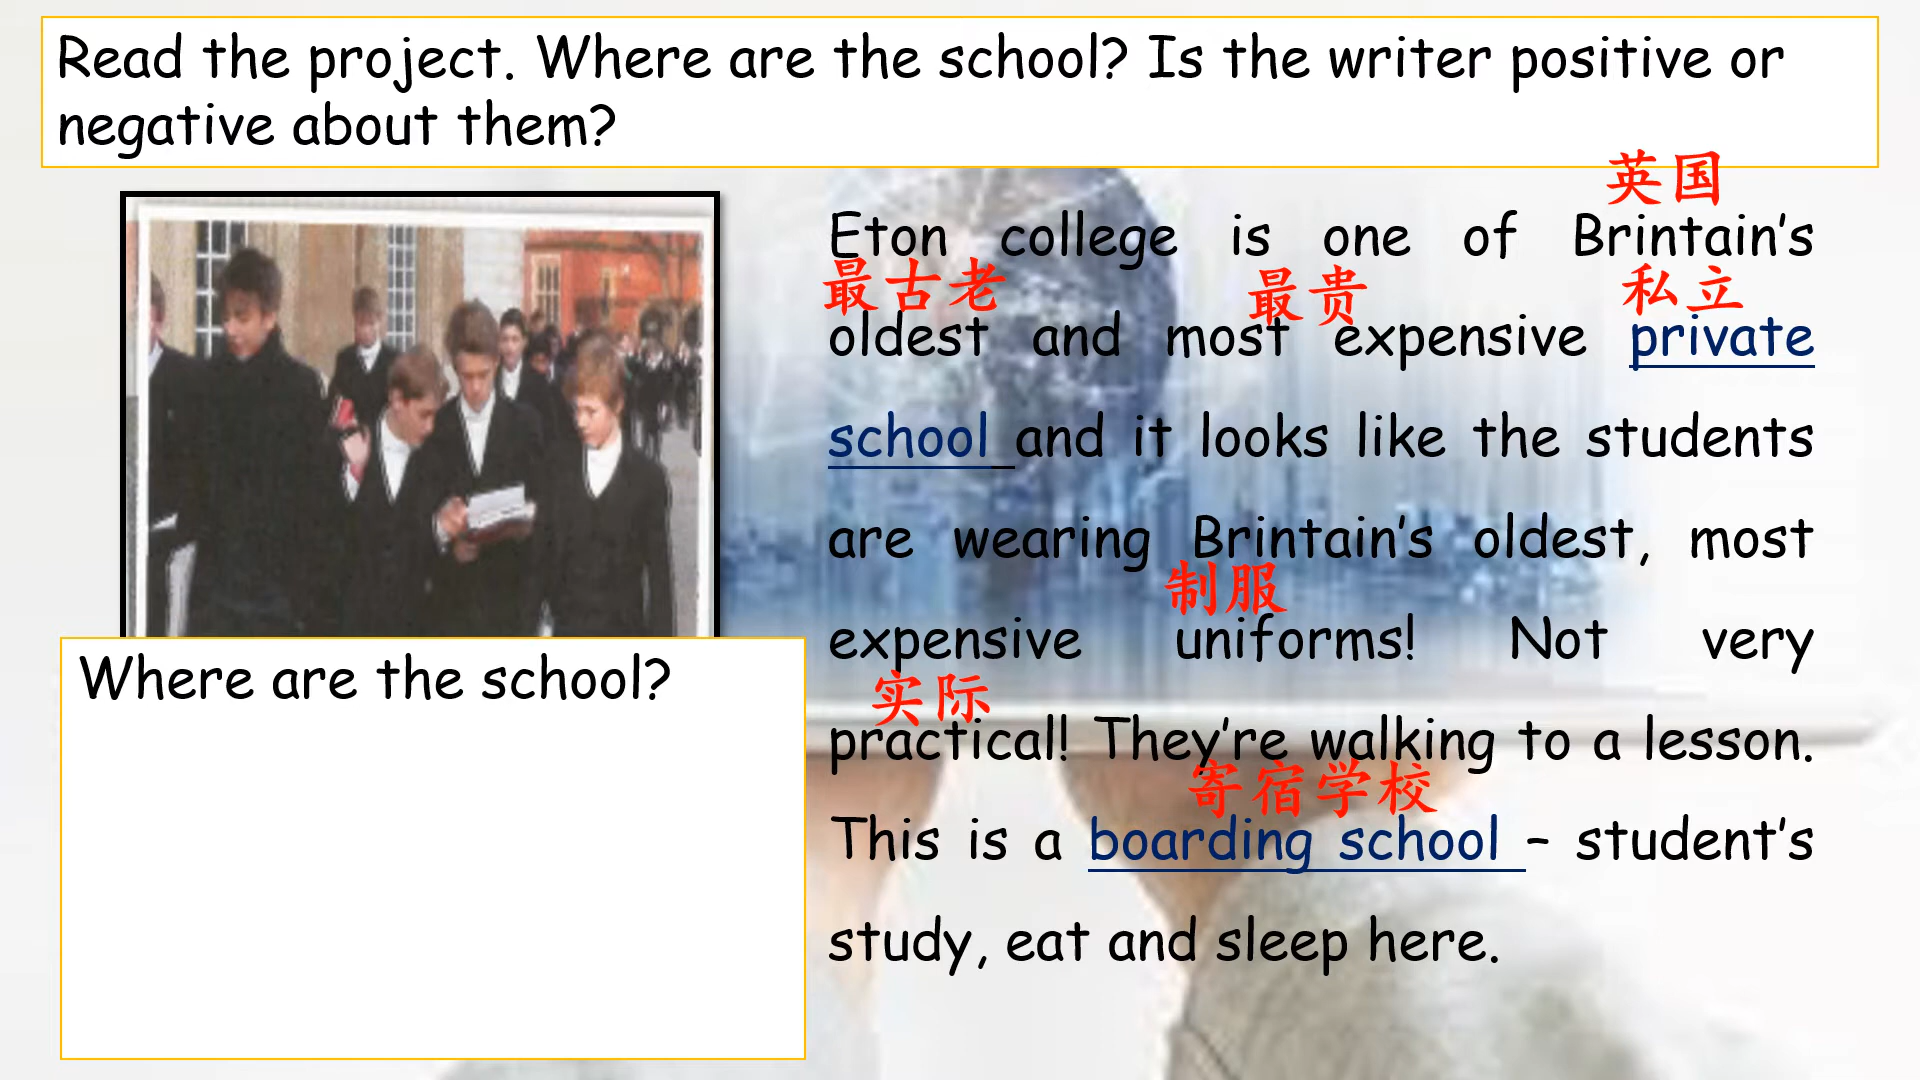 Read the project. Where are the school? Is the writer positive or
negative about them?
英国
Eton college is one of Brintain’s
最古老 最贵 私立
oldest and most expensive private
school and it looks like the students
are wearing Brintain’s oldest, most
制服
expensive uniforms! Not very
实际
practical! They’re walking to a lesson.
寄宿学校
This is a boarding school – student’s
study, eat and sleep here.
Where are the school?